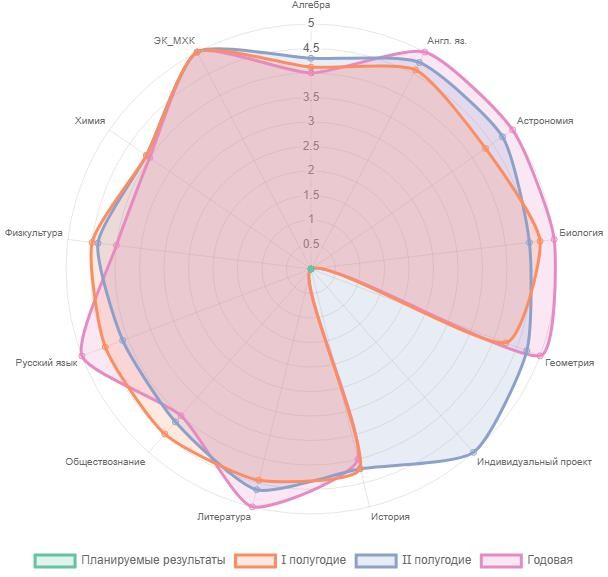 Алгебра
5
ЭК_МХК
Англ. яз.
4.5
3.5
Химия
Астрономия
3
2.5
2
1.5
1
Физкультура
Биология
0.5
Русский язык
Геометрия
Обществознание
Индивидуальный проект
Литература
История
Планируемые результаты
I полугодие
II полугодие
Годовая